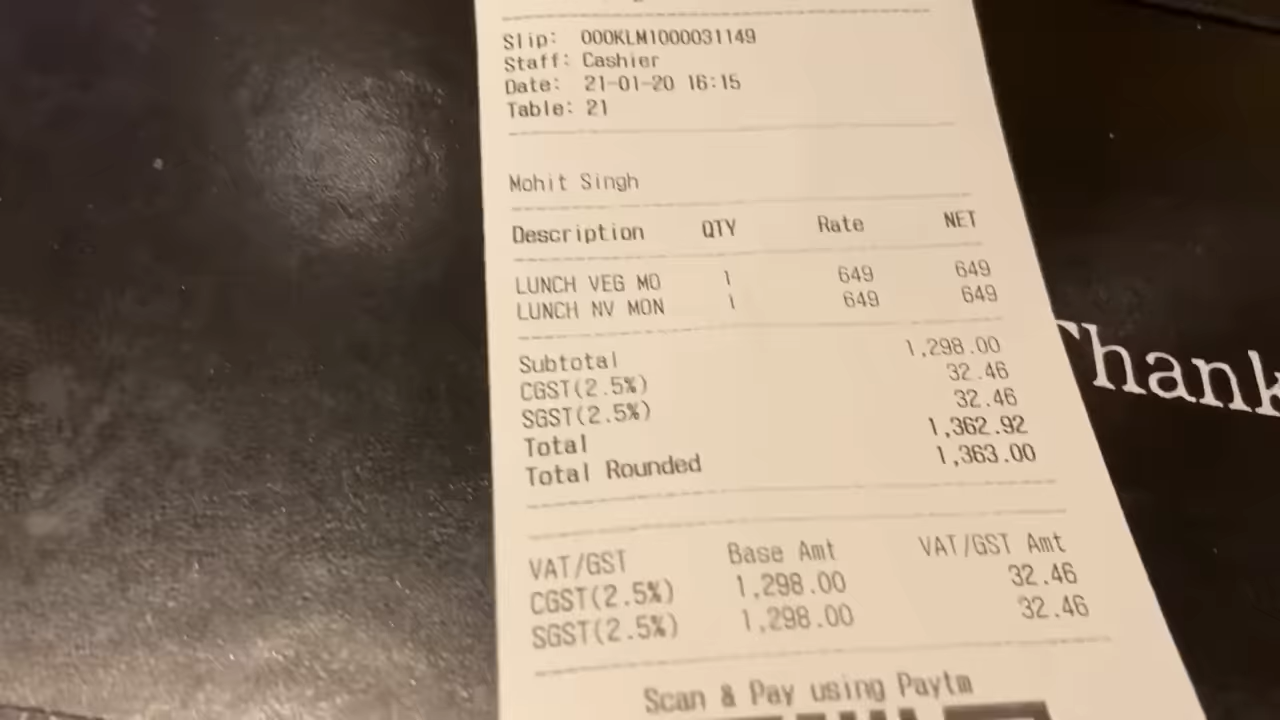 Slip: 000KLM1000031149
Staff: Cashier
Date: 21-01-20 16:15
Table: 21
Mohit Singh
Description QTY Rate NET
LUNCH VEG MO 1 649 649
LUNCH NV MON 1 649 649
Subtotal 1,298.00
CGST(2.5%) 32.46
SGST(2.5%) 32.46
Total 1,362.92
Total Rounded 1,363.00
VAT/GST Base Amt VAT/GST Amt
CGST(2.5%) 1,298.00 32.46
SGST(2.5%) 1,298.00 32.46
Scan & Pay using Paytm
Thank